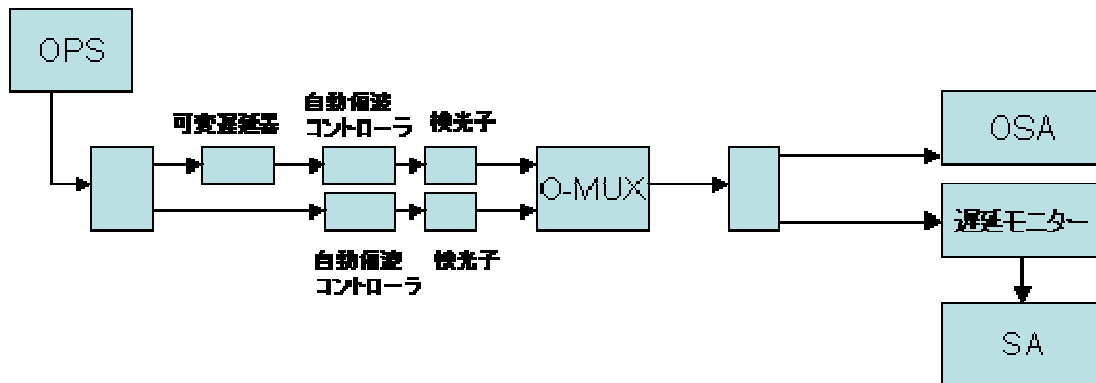 OPS
可変遅延器
自動偏波
コントローラ
検光子
O-MUX
自動偏波
コントローラ
検光子
OSA
遅延モニター
SA